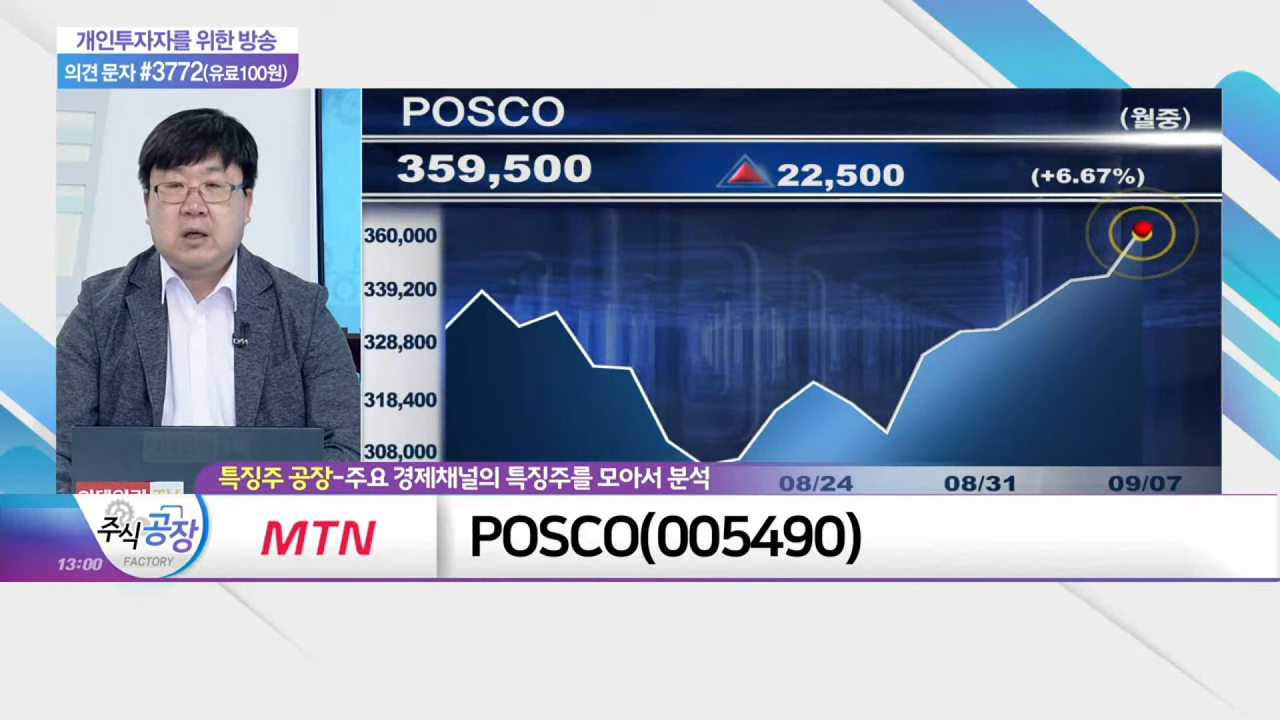 개인투자자를 위한 방송
의견 문자 #3772(유료100원)
POSCO
(월중)
359,500
22,500
(+6.67%)
360,000
339,200
328,800
318,400
308,000
08/24
08/31
09/07
특징주 공장-주요 경제채널의 특징주를 모아서 분석
주식공장
FACTORY
13:00
MTN
POSCO(005490)